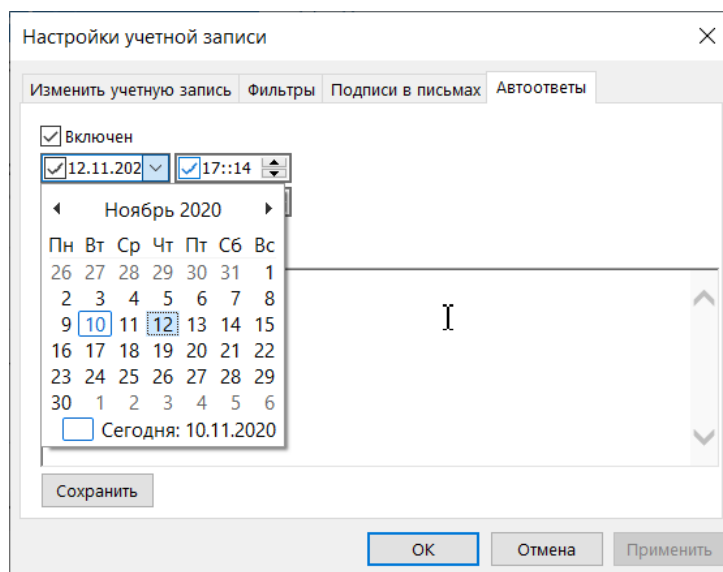 Настройки учетной записи
Изменить учетную запись Фильтры Подписи в письмах Автоответы
Включен
12.11.202 17::14
Ноябрь 2020
Пн Вт Ср Чт Пт Сб Вс
26 27 28 29 30 31 1
2 3 4 5 6 7 8
9 10 11 12 13 14 15
16 17 18 19 20 21 22
23 24 25 26 27 28 29
30 1 2 3 4 5 6
Сегодня: 10.11.2020
Сохранить
ОК Отмена Применить